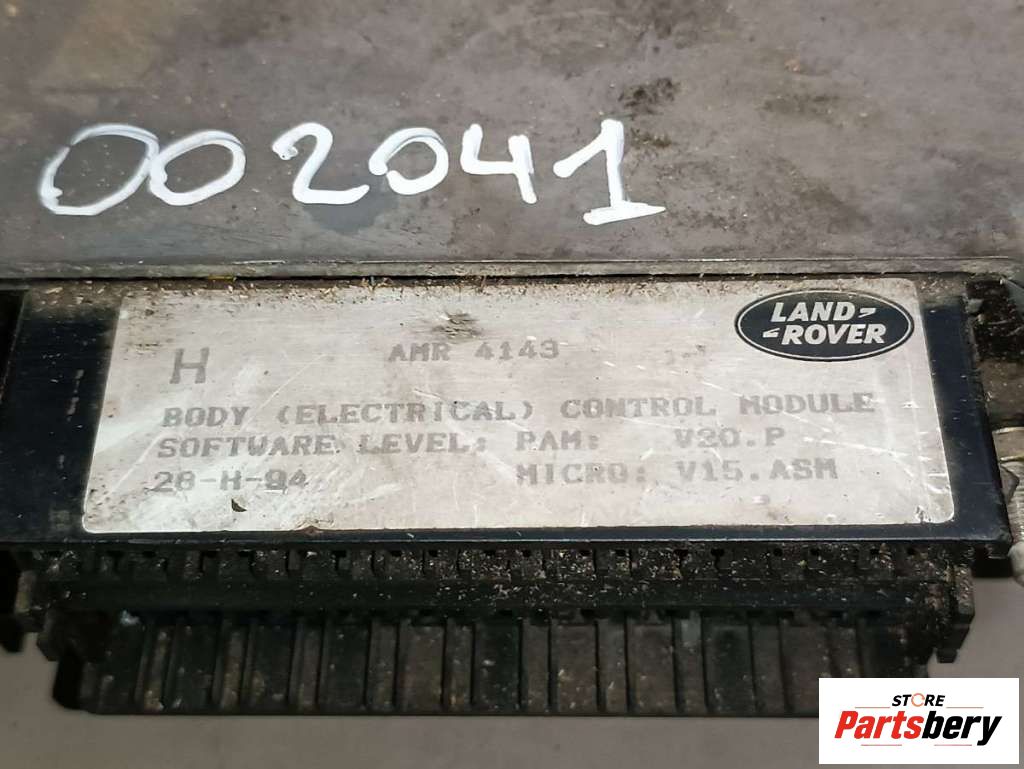 002041
LAND-
-ROVER
H AMR 4143
BODY (ELECTRICAL) CONTROL MODULE
SOFTWARE LEVEL: PAM: V20.P
28-H-94 MICRO: V15.ASM
STORE
Partsbery